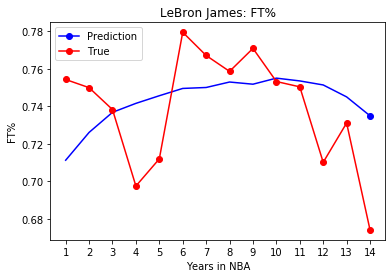 LeBron James: FT%
Prediction
True
0.78
0.76
0.74
0.72
0.70
0.68
FT%
1 2 3 4 5 6 7 8 9 10 11 12 13 14
Years in NBA